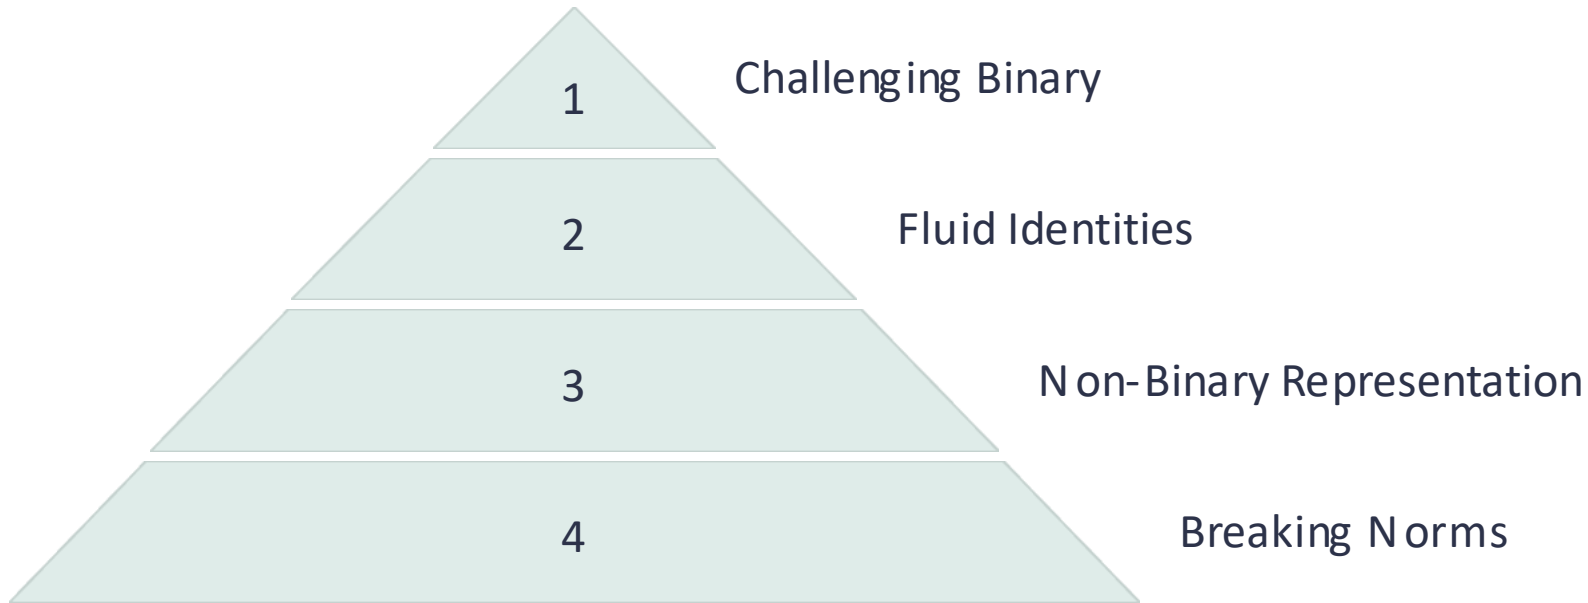 1
Challenging Binary
2
Fluid Identities
3
Non-Binary Representation
4
Breaking Norms